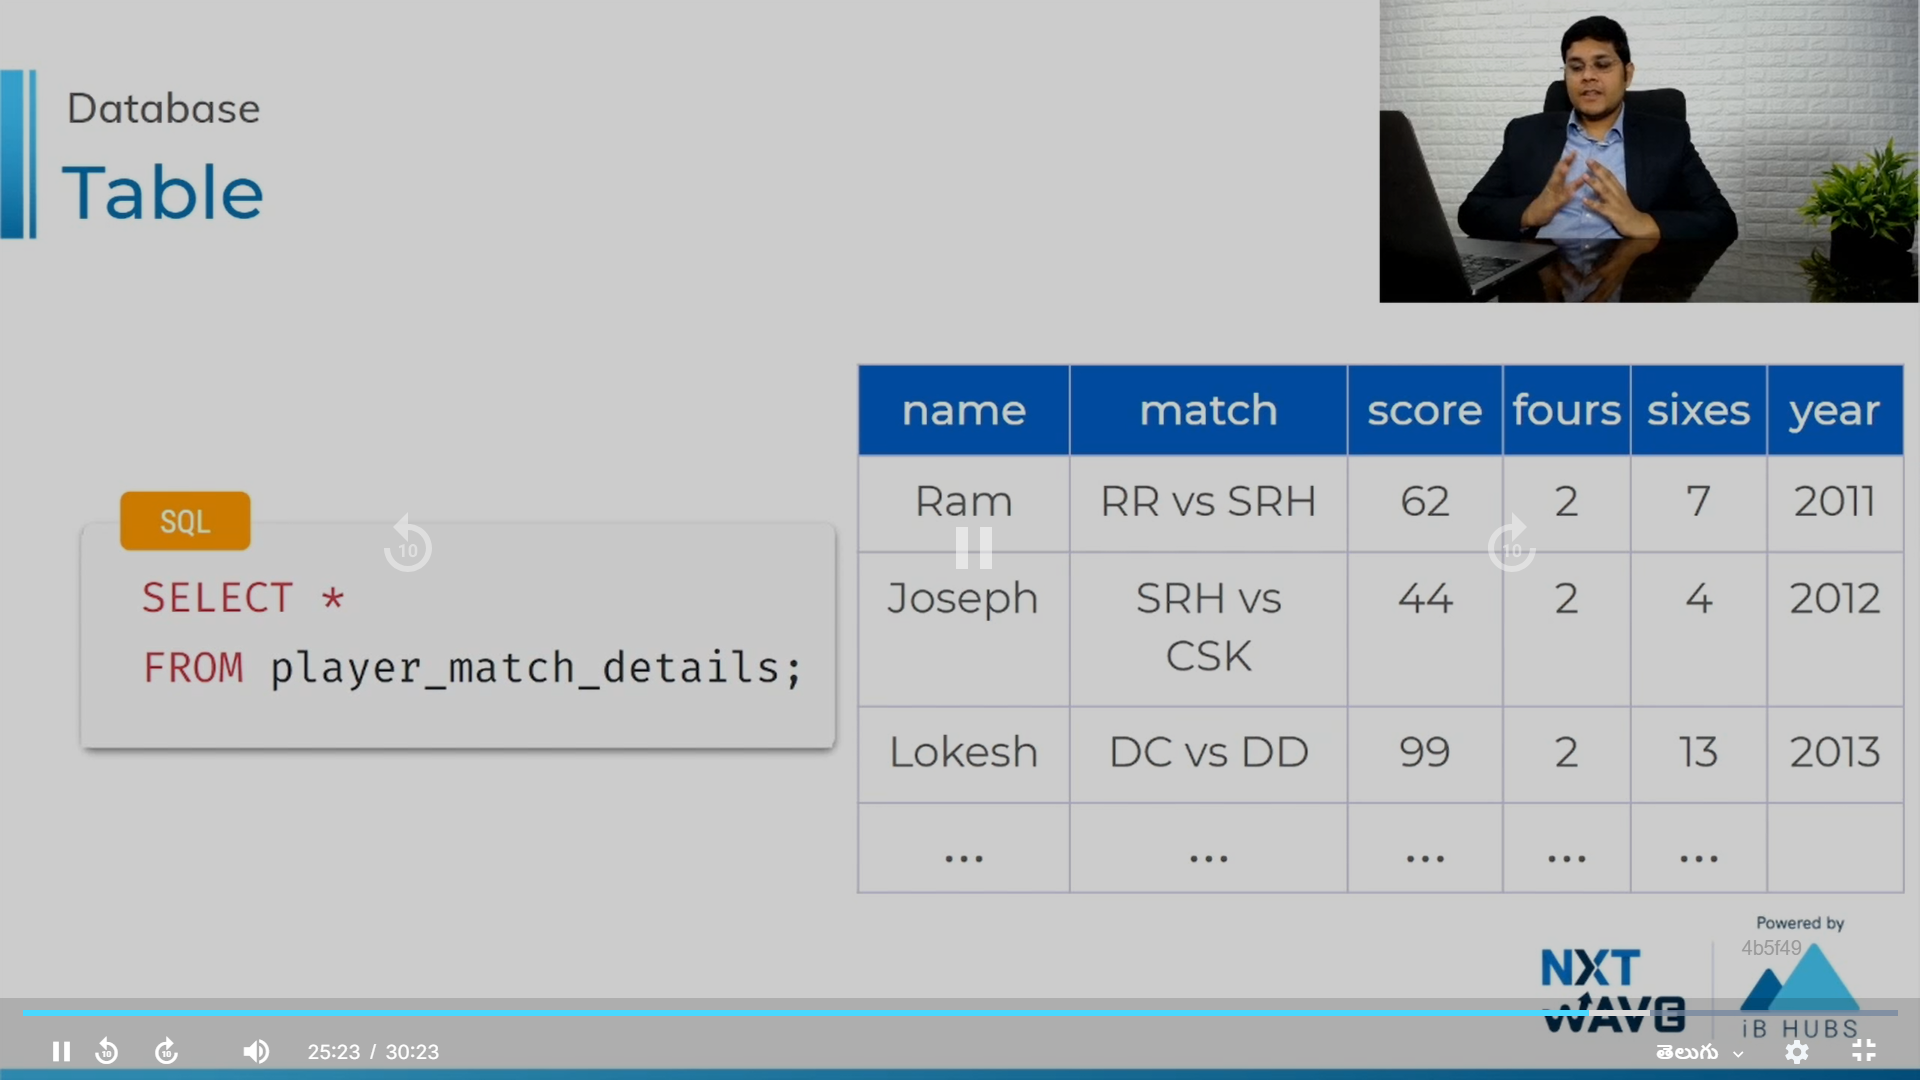 Database
Table
SQL
SELECT *
FROM player_match_details;
name match score fours sixes year
Ram RR vs SRH 62 2 7 2011
Joseph SRH vs CSK 44 2 4 2012
Lokesh DC vs DD 99 2 13 2013
... ... ... ... ...
10
10
Powered by
4b5f49
NXT
WAVE
iB HUBS
10 10 25:23 / 30:23 తెలుగు